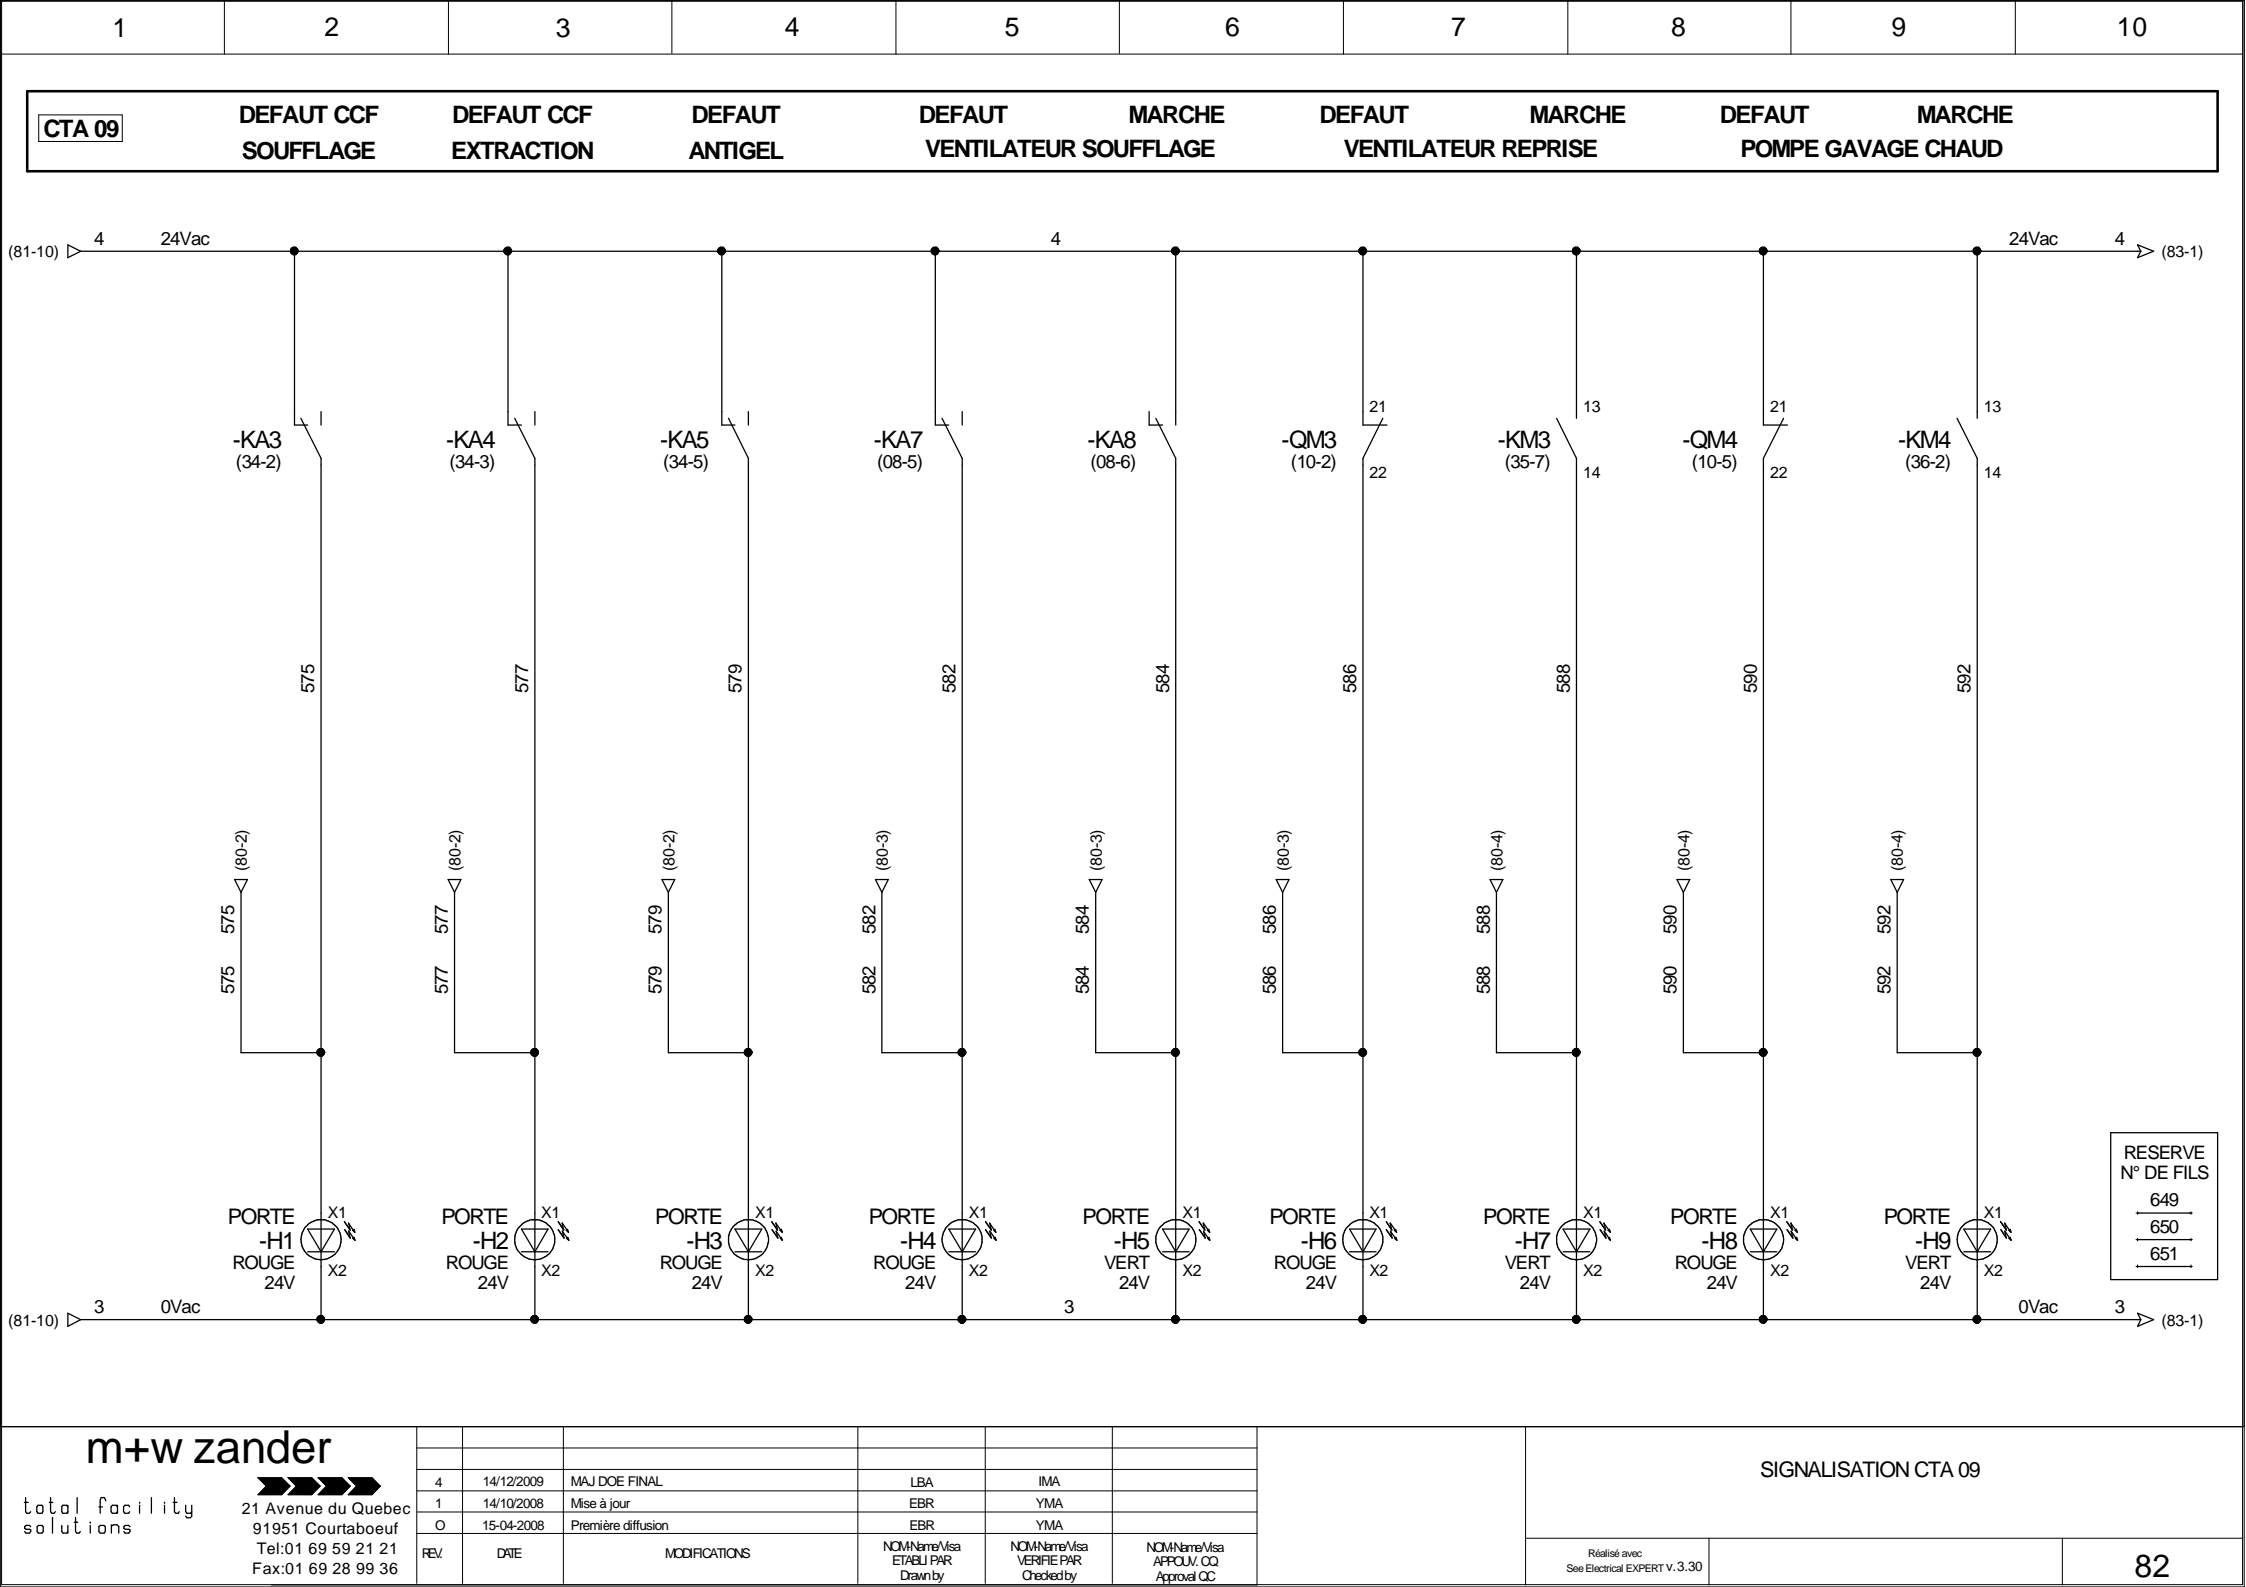 1 2 3 4 5 6 7 8 9 10
CTA 09
DEFAUT CCF DEFAUT CCF DEFAUT DEFAUT MARCHE DEFAUT MARCHE DEFAUT MARCHE
SOUFFLAGE EXTRACTION ANTIGEL VENTILATEUR SOUFFLAGE VENTILATEUR REPRISE POMPE GAVAGE CHAUD
(81-10) 4 24Vac 4 24Vac 4 (83-1)
21 13 21 13
-KA3 -KA4 -KA5 -KA7 -KA8 -QM3 -KM3 -QM4 -KM4
(34-2) (34-3) (34-5) (08-5) (08-6) (10-2) (35-7) (10-5) (36-2)
22 14 22 14
575 577 579 582 584 586 588 590 592
(80-2) (80-2) (80-2) (80-3) (80-3) (80-3) (80-4) (80-4) (80-4)
575 577 579 582 584 586 588 590 592
575 577 579 582 584 586 588 590 592
RESERVE
N° DE FILS
649
650
651
PORTE X1 PORTE X1 PORTE X1 PORTE X1 PORTE X1 PORTE X1 PORTE X1 PORTE X1 PORTE X1
-H1 -H2 -H3 -H4 -H5 -H6 -H7 -H8 -H9
ROUGE X2 ROUGE X2 ROUGE X2 ROUGE X2 VERT X2 ROUGE X2 VERT X2 ROUGE X2 VERT X2
24V 24V 24V 24V 24V 24V 24V 24V 24V
(81-10) 3 0Vac 3 0Vac 3 (83-1)
m+w zander
total facility
solutions
21 Avenue du Quebec
91951 Courtaboeuf
Tel:01 69 59 21 21
Fax:01 69 28 99 36
4 14/12/2009 MAJ DOE FINAL LBA IMA
1 14/10/2008 Mise à jour EBR YMA
O 15-04-2008 Première diffusion EBR YMA
REV. DATE MODIFICATIONS
NOM-Name/Visa
ETABLI PAR
Drawn by
NOM-Name/Visa
VERIFIE PAR
Checked by
NOM-Name/Visa
APPOUV. CQ
Approval QC
SIGNALISATION CTA 09
Réalisé avec
See Electrical EXPERT V.3.30
82